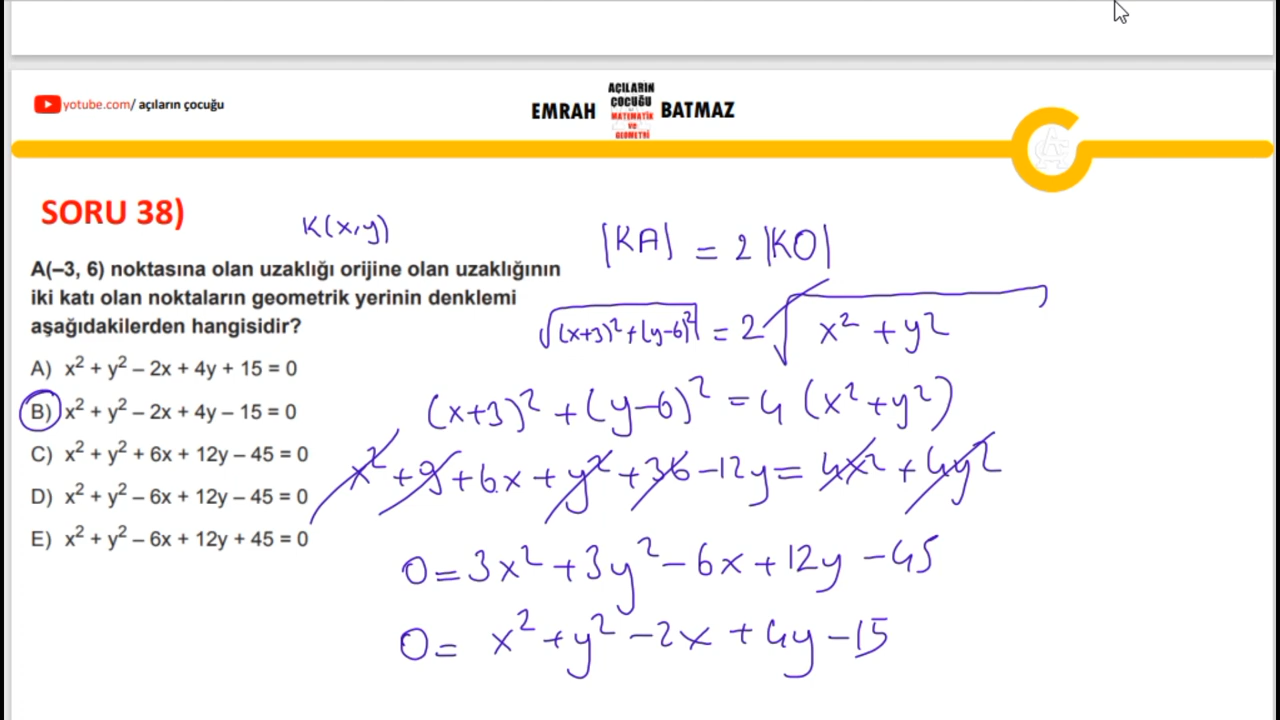 yotube.com/ açıların çocuğu
EMRAH
AÇILARIN
ÇOCUĞU
MATEMATİK
ve
GEOMETRİ
BATMAZ
SORU 38)
K(x,y)
A(–3, 6) noktasına olan uzaklığı orijine olan uzaklığının
iki katı olan noktaların geometrik yerinin denklemi
aşağıdakilerden hangisidir?
A) x² + y² – 2x + 4y + 15 = 0
B) x² + y² – 2x + 4y – 15 = 0
C) x² + y² + 6x + 12y – 45 = 0
D) x² + y² – 6x + 12y – 45 = 0
E) x² + y² – 6x + 12y + 45 = 0
|KA| = 2 |KO|
√(x+3)² + (y-6)² = 2 √x² + y²
(x+3)² + (y-6)² = 4 (x² + y²)
x² + 9 + 6x + y² + 36 - 12y = 4x² + 4y²
0 = 3x² + 3y² - 6x + 12y - 45
0 = x² + y² - 2x + 4y - 15